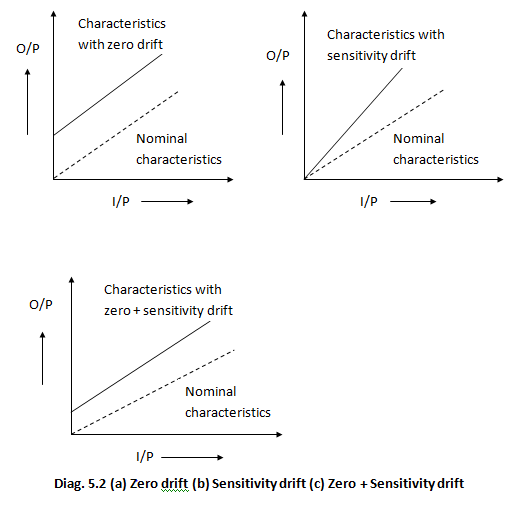 Characteristics
with zero drift
O/P
Nominal
characteristics
I/P
Characteristics with
sensitivity drift
O/P
Nominal
characteristics
I/P
Characteristics with
zero + sensitivity drift
O/P
Nominal
characteristics
I/P
Diag. 5.2 (a) Zero drift (b) Sensitivity drift (c) Zero + Sensitivity drift